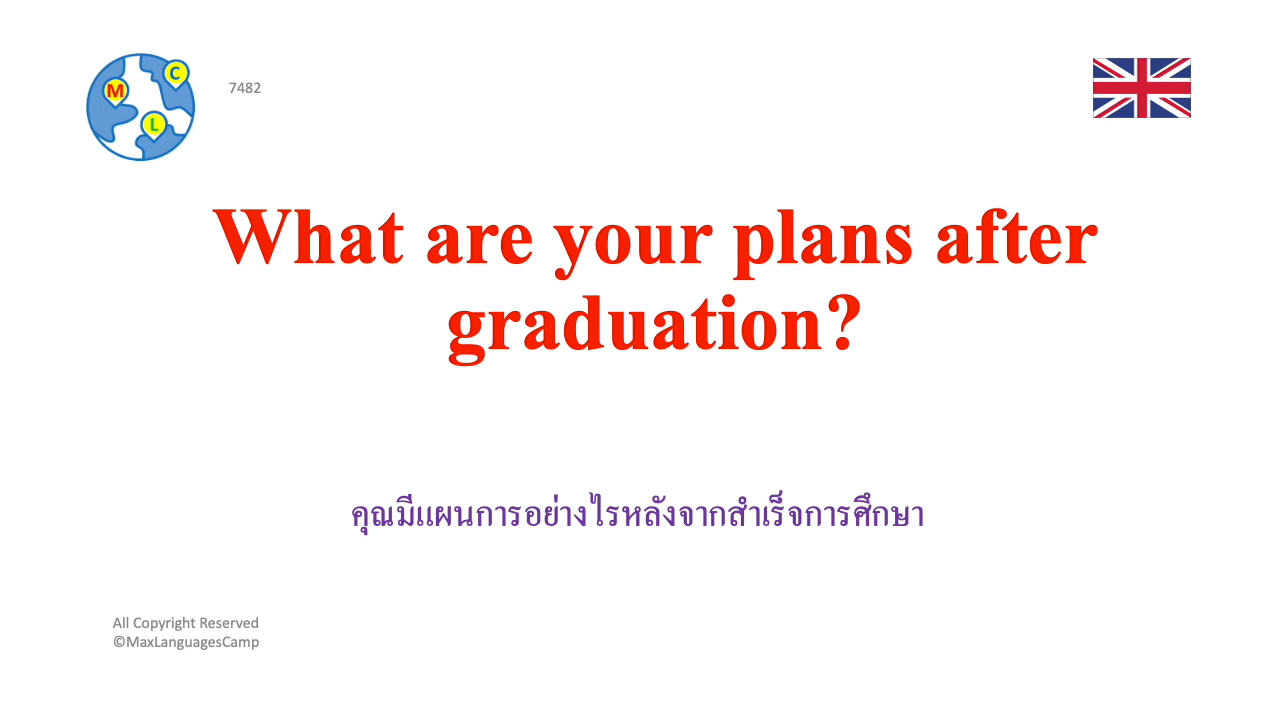 M
C
L
7482
What are your plans after
graduation?
คุณมีแผนการอย่างไรหลังจากสำเร็จการศึกษา
All Copyright Reserved
©MaxLanguagesCamp